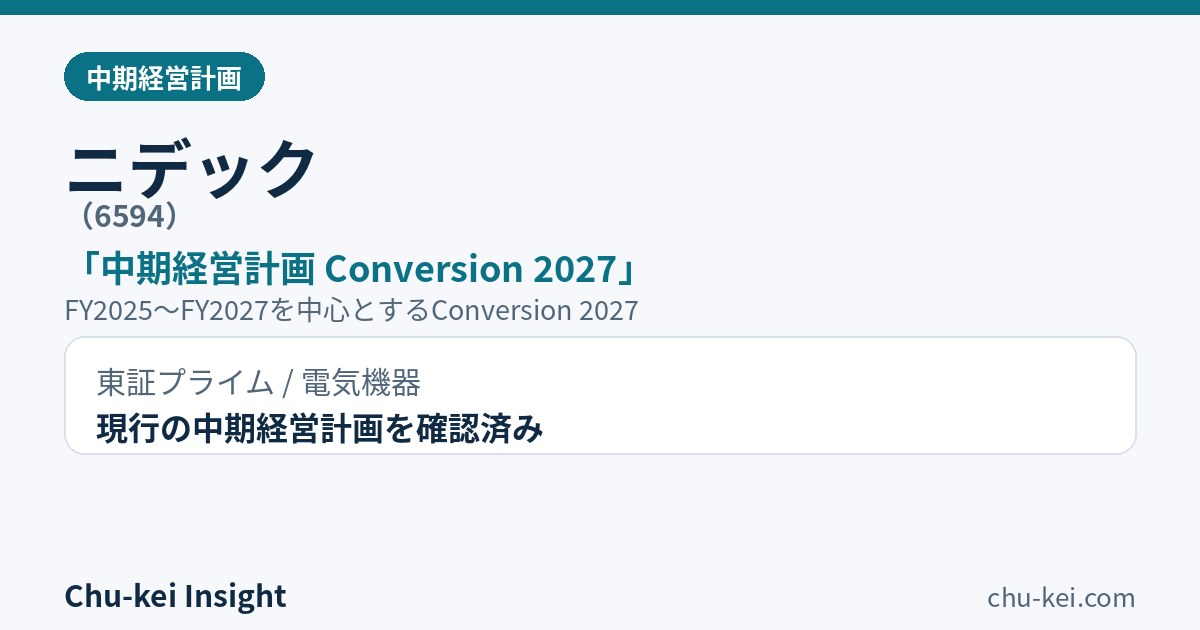 中期経営計画
ニデック
（6594）
「中期経営計画 Conversion 2027」
FY2025～FY2027を中心とするConversion 2027
東証プライム / 電気機器
現行の中期経営計画を確認済み
Chu-kei Insight
chu-kei.com